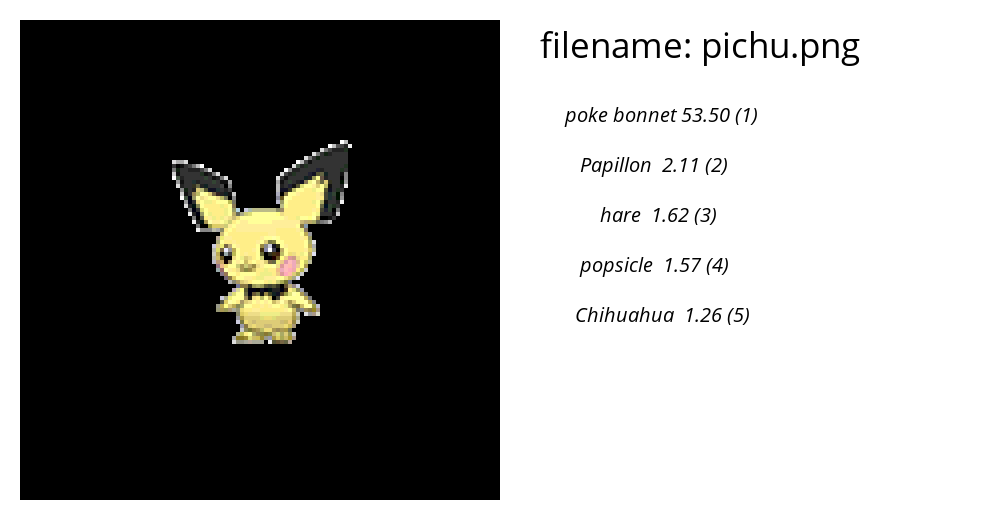 filename: pichu.png
poke bonnet 53.50 (1)
Papillon 2.11 (2)
hare 1.62 (3)
popsicle 1.57 (4)
Chihuahua 1.26 (5)